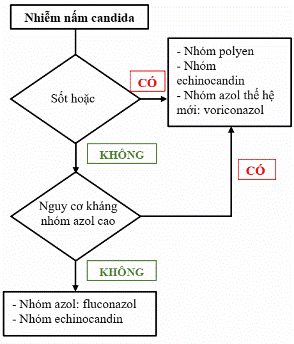 Nhiễm nấm candida
Sốt hoặc
CÓ
- Nhóm polyen
- Nhóm
echinocandin
- Nhóm azol thế hệ
mới: voriconazol
KHÔNG
Nguy cơ kháng
nhóm azol cao
CÓ
KHÔNG
- Nhóm azol: fluconazol
- Nhóm echinocandin